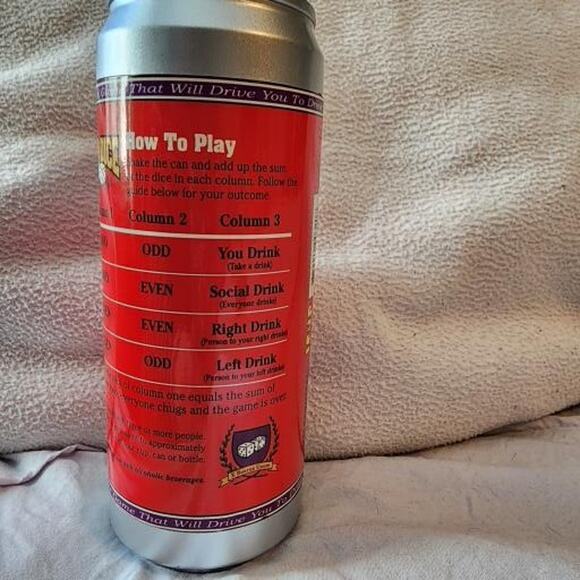 That Will Drive You To
How To Play
the can and add up the sum
the dice in each column. Follow the
below for your outcome.
Column 2 Column 3
ODD You Drink
(Take a drink)
EVEN Social Drink
(Everyone drinks)
EVEN Right Drink
(Person to your right drinks)
ODD Left Drink
(Person to your left drinks)
of column one equals the sum of
everyone chugs and the game is over.
or more people.
approximately
cup, can or bottle.
alcoholic beverages.
Game That Will Drive You To